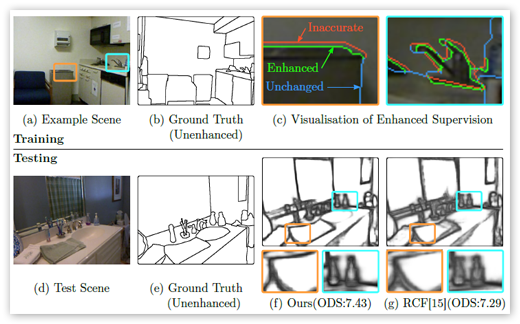 Inaccurate
Enhanced
Unchanged
(a) Example Scene
(b) Ground Truth
(Unenhanced)
(c) Visualisation of Enhanced Supervision
Training
Testing
(d) Test Scene
(e) Ground Truth
(Unenhanced)
(f) Ours(ODS:7.43)
(g) RCF[15](ODS:7.29)